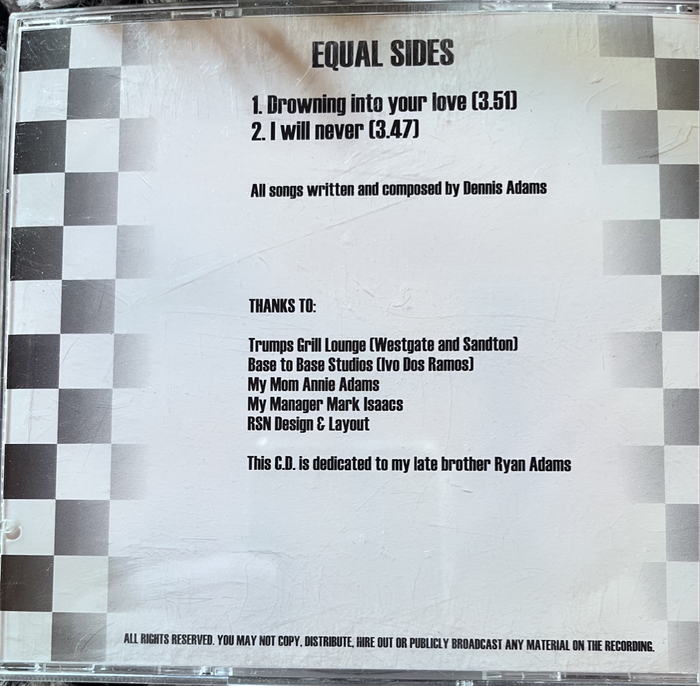 EQUAL SIDES
1. Drowning into your love (3.51)
2. I will never (3.47)
All songs written and composed by Dennis Adams
THANKS TO:
Trumps Grill Lounge (Westgate and Sandton)
Base to Base Studios (Ivo Dos Ramos)
My Mom Annie Adams
My Manager Mark Isaacs
RSN Design & Layout
This C.D. is dedicated to my late brother Ryan Adams
ALL RIGHTS RESERVED. YOU MAY NOT COPY, DISTRIBUTE, HIRE OUT OR PUBLICLY BROADCAST ANY MATERIAL ON THE RECORDING.